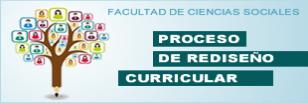 FACULTAD DE CIENCIAS SOCIALES
PROCESO
DE REDISEÑO
CURRICULAR